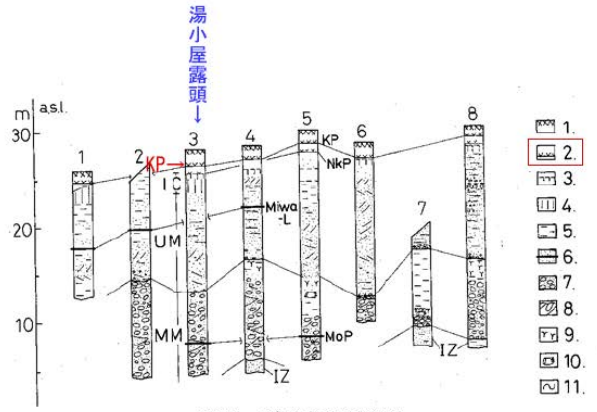 湯小屋露頭→
m a.s.l.
30
20
10
1
2
3
4
5
6
7
8
KP→
KP
NkP
IC
Miwa
-L
UM
MM
MoP
IZ
IZ
1.
2.
3.
4.
5.
6.
7.
8.
9.
10.
11.